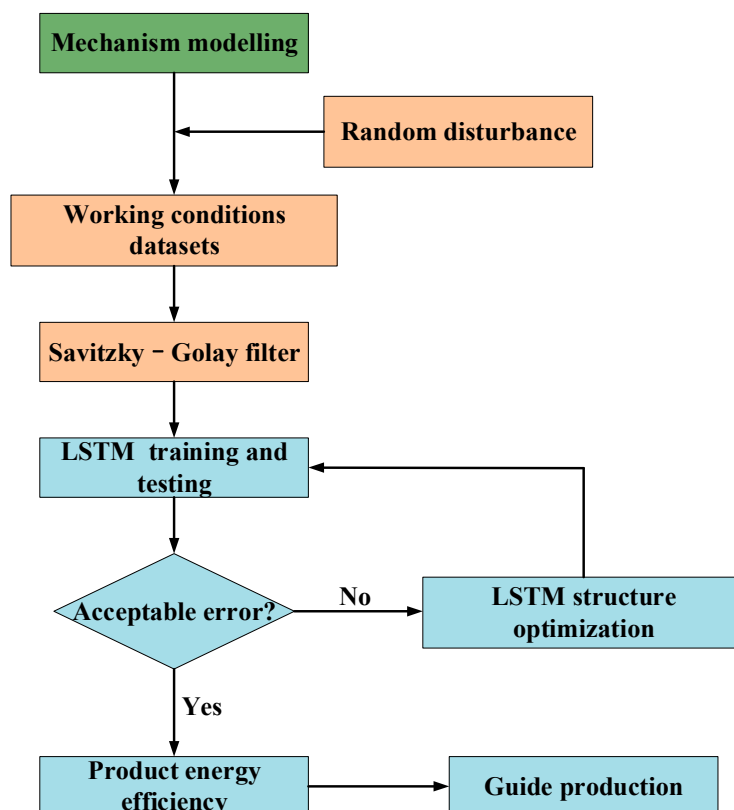 Mechanism modelling
Random disturbance
Working conditions
datasets
Savitzky - Golay filter
LSTM training and
testing
Acceptable error?
No
LSTM structure
optimization
Yes
Product energy
efficiency
Guide production